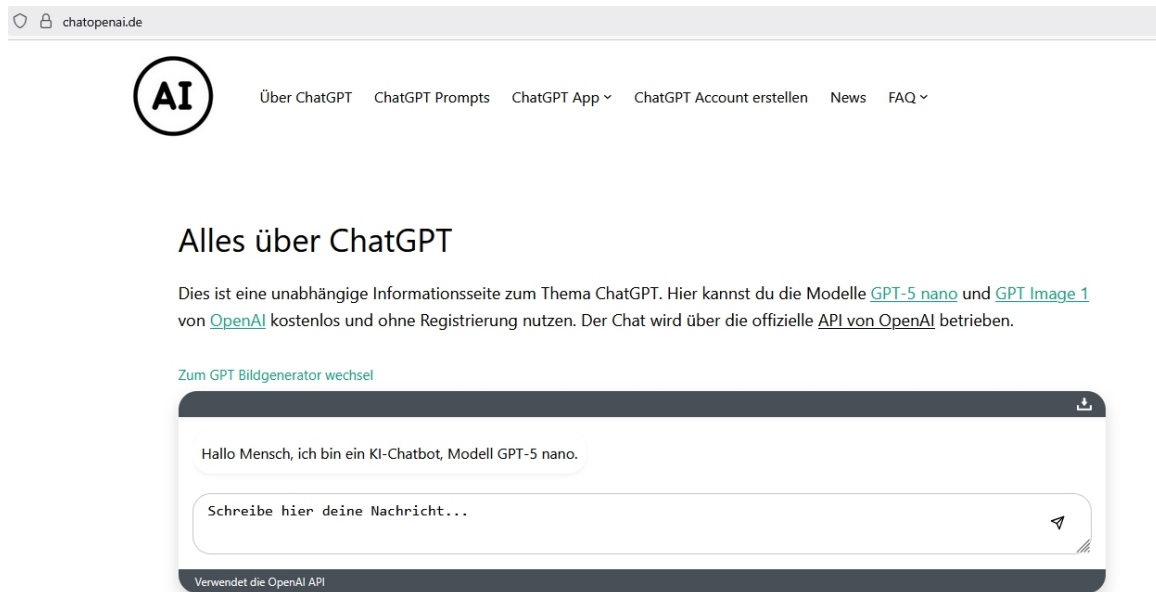 chatopenai.de
AI
Über ChatGPT ChatGPT Prompts ChatGPT App ChatGPT Account erstellen News FAQ
Alles über ChatGPT
Dies ist eine unabhängige Informationsseite zum Thema ChatGPT. Hier kannst du die Modelle GPT-5 nano und GPT Image 1
von OpenAI kostenlos und ohne Registrierung nutzen. Der Chat wird über die offizielle API von OpenAI betrieben.
Zum GPT Bildgenerator wechsel
Hallo Mensch, ich bin ein KI-Chatbot, Modell GPT-5 nano.
Schreibe hier deine Nachricht...
Verwendet die OpenAI API